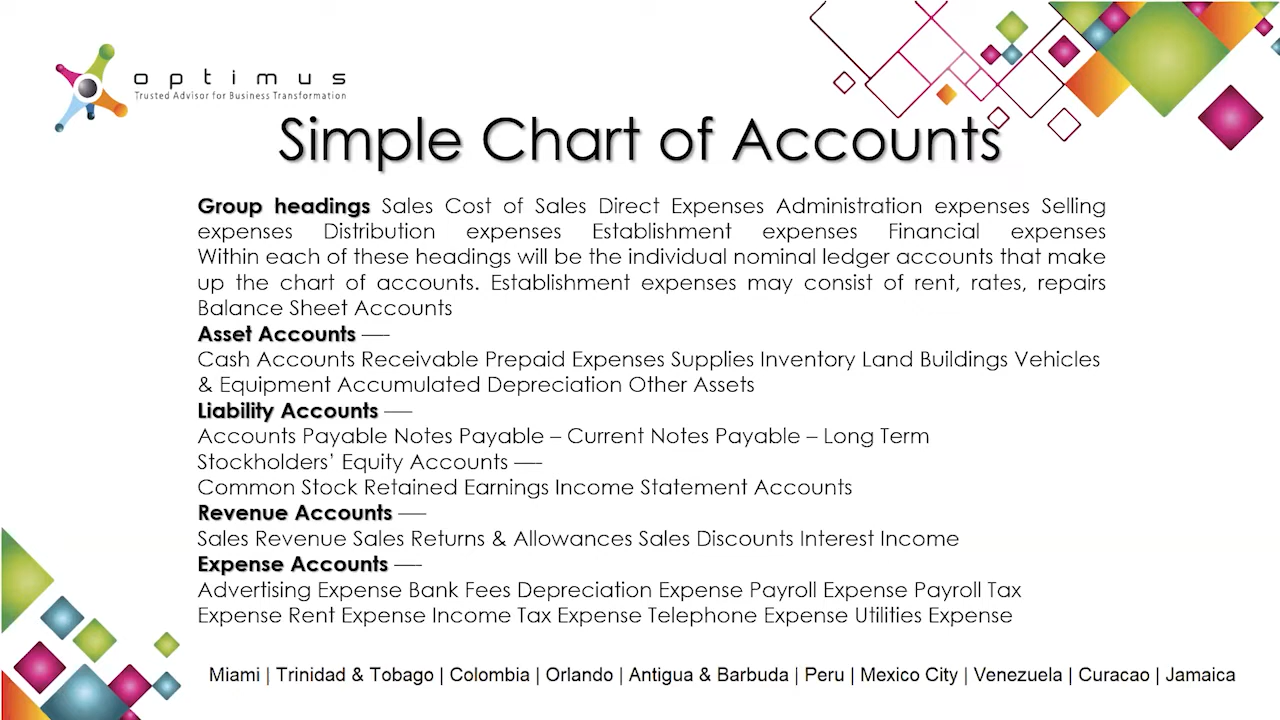 optimus
Trusted Advisor for Business Transformation
Simple Chart of Accounts
Group headings Sales Cost of Sales Direct Expenses Administration expenses Selling
expenses Distribution expenses Establishment expenses Financial expenses
Within each of these headings will be the individual nominal ledger accounts that make
up the chart of accounts. Establishment expenses may consist of rent, rates, repairs
Balance Sheet Accounts
Asset Accounts —–
Cash Accounts Receivable Prepaid Expenses Supplies Inventory Land Buildings Vehicles
& Equipment Accumulated Depreciation Other Assets
Liability Accounts —–
Accounts Payable Notes Payable – Current Notes Payable – Long Term
Stockholders’ Equity Accounts —–
Common Stock Retained Earnings Income Statement Accounts
Revenue Accounts —–
Sales Revenue Sales Returns & Allowances Sales Discounts Interest Income
Expense Accounts —–
Advertising Expense Bank Fees Depreciation Expense Payroll Expense Payroll Tax
Expense Rent Expense Income Tax Expense Telephone Expense Utilities Expense
Miami | Trinidad & Tobago | Colombia | Orlando | Antigua & Barbuda | Peru | Mexico City | Venezuela | Curacao | Jamaica